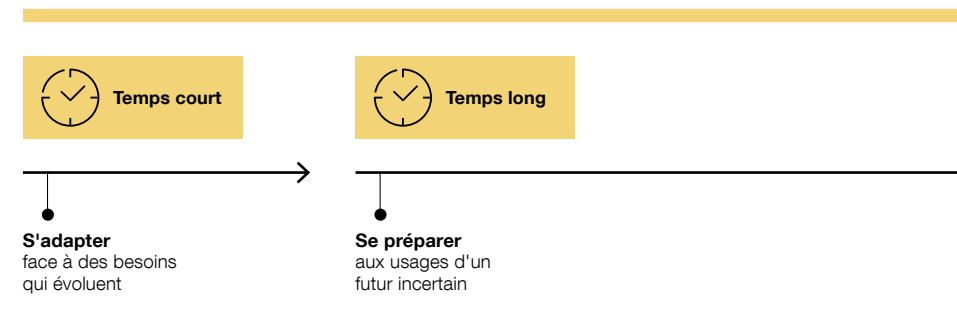 Temps court
Temps long
S'adapter
face à des besoins
qui évoluent
Se préparer
aux usages d'un
futur incertain